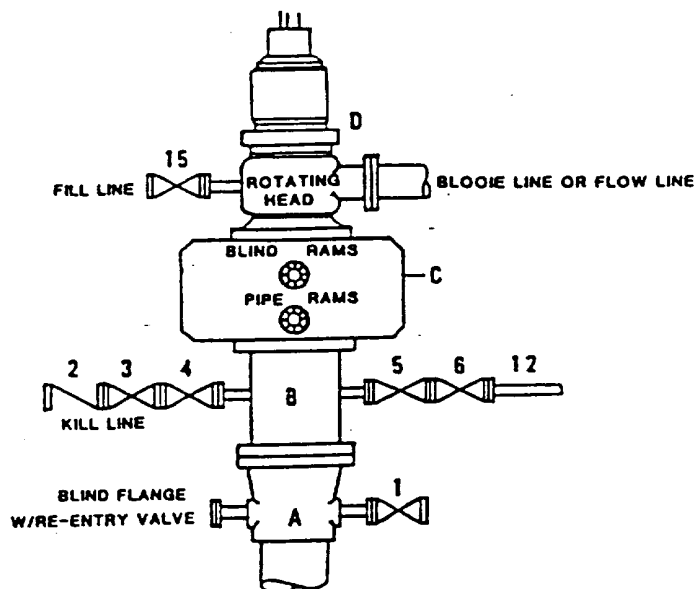 D
15
FILL LINE
ROTATING
HEAD
BLOOIE LINE OR FLOW LINE
BLIND RAMS
C
PIPE RAMS
2 3 4
5 6 12
B
KILL LINE
1
BLIND FLANGE
W/RE-ENTRY VALVE
A